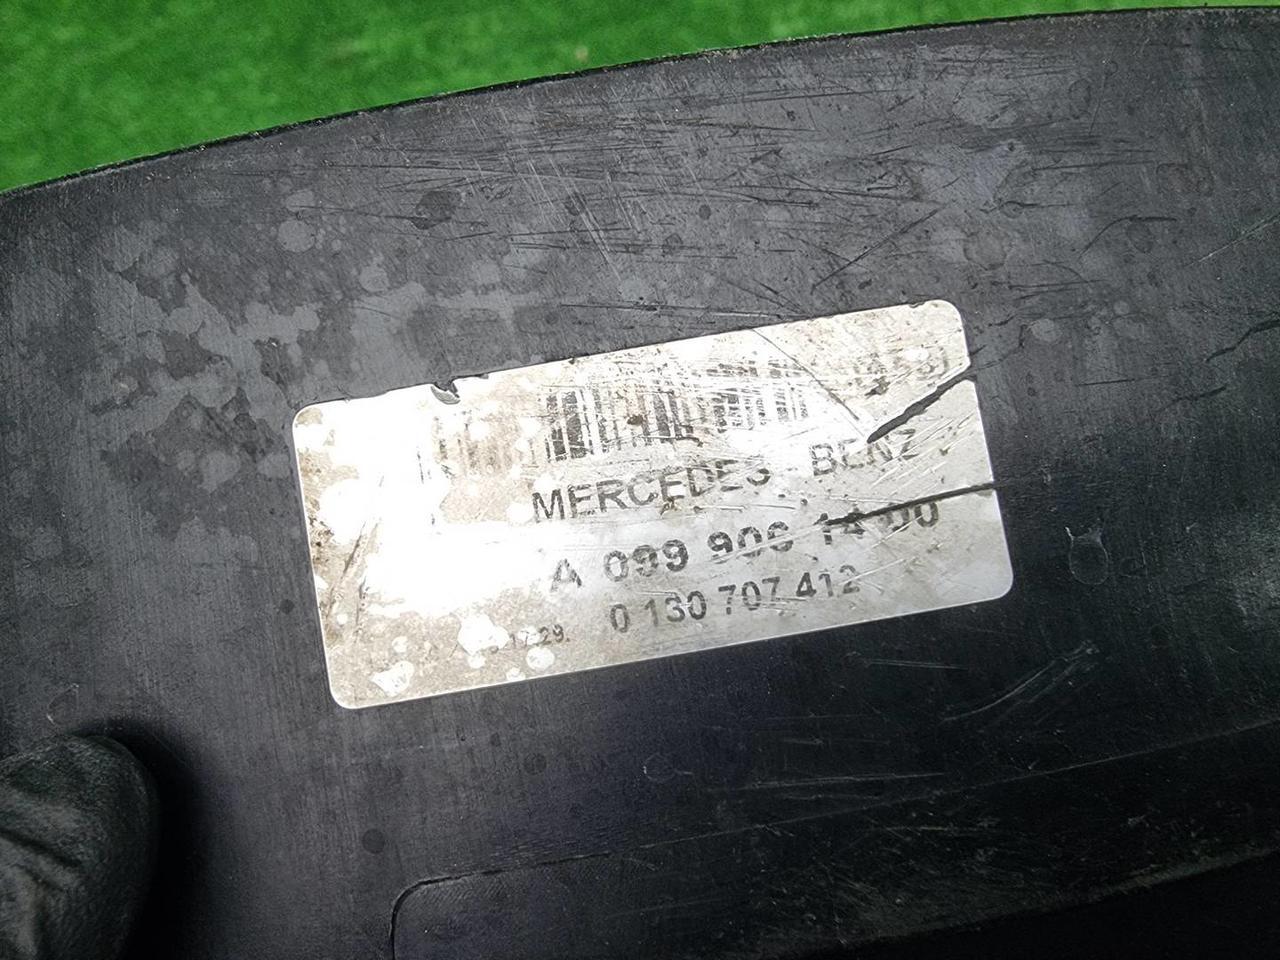 MERCEDES - BENZ
A 099 906 14 00
0 130 707 412